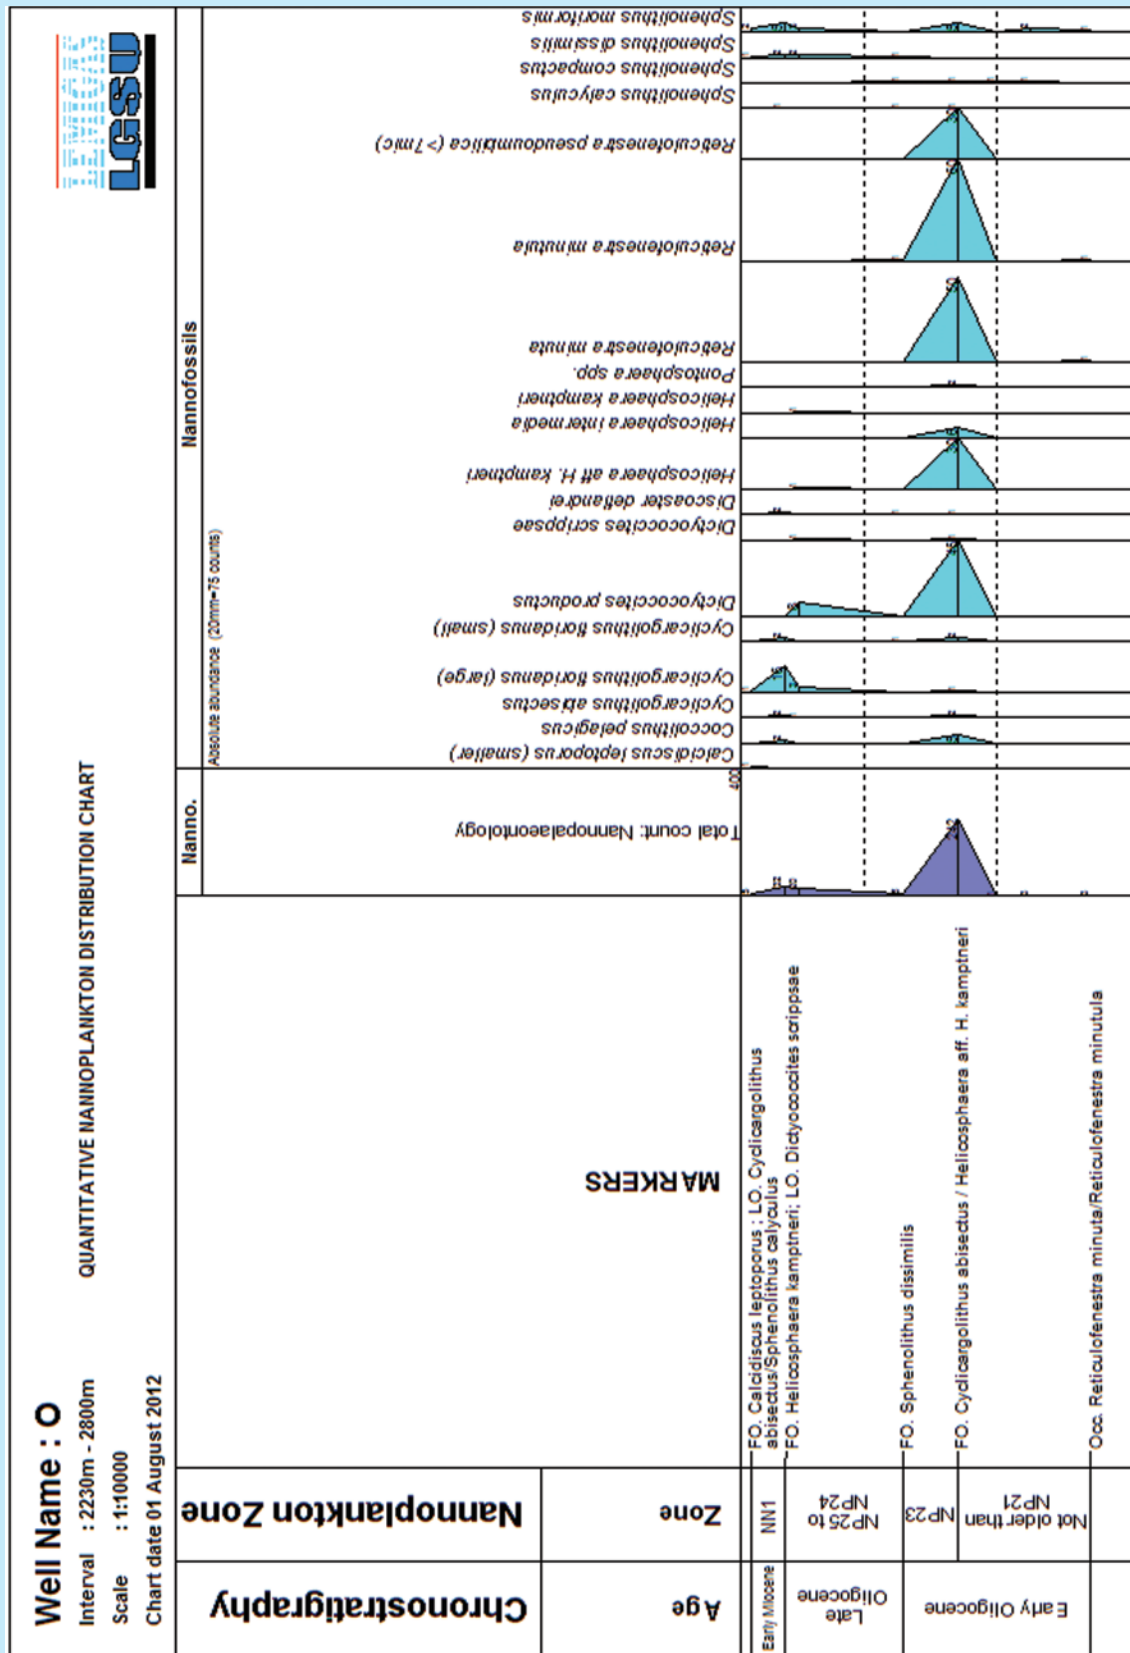 Well Name : O
Interval : 2230m - 2800m
Scale : 1:10000
Chart date 01 August 2012
QUANTITATIVE NANNOPLANKTON DISTRIBUTION CHART
LEMIGAS
LGSU
Chronostratigraphy
Nannoplankton Zone
Age
Zone
MARKERS
Nanno.
Nannofossils
Absolute abundance (20mm=75 counts)
Total count: Nannopalaeontology
400
Calcidiscus leptoporus (smaller)
Coccolithus pelagicus
Cyclicargolithus abisectus
Cyclicargolithus floridanus (large)
Cyclicargolithus floridanus (small)
Dictyococcites productus
Dictyococcites scrippsae
Discoaster deflandrei
Helicosphaera aff H. kamptneri
Helicosphaera intermedia
Helicosphaera kamptneri
Pontosphaera spp.
Reticulofenestra minuta
Reticulofenestra minutula
Reticulofenestra pseudoumbilica (>7mic)
Sphenolithus calyculus
Sphenolithus compactus
Sphenolithus dissimilis
Sphenolithus moriformis
Early Miocene
NN1
FO. Calcidiscus leptoporus ; LO. Cyclicargolithus
abisectus/Sphenolithus calyculus
FO. Helicosphaera kamptneri; LO. Dictyococcites scrippsae
Late
Oligocene
NP25 to
NP24
FO. Sphenolithus dissimilis
Early Oligocene
NP23
FO. Cyclicargolithus abisectus / Helicosphaera aff. H. kamptneri
Not older than
NP21
Occ. Reticulofenestra minuta/Reticulofenestra minutula
242